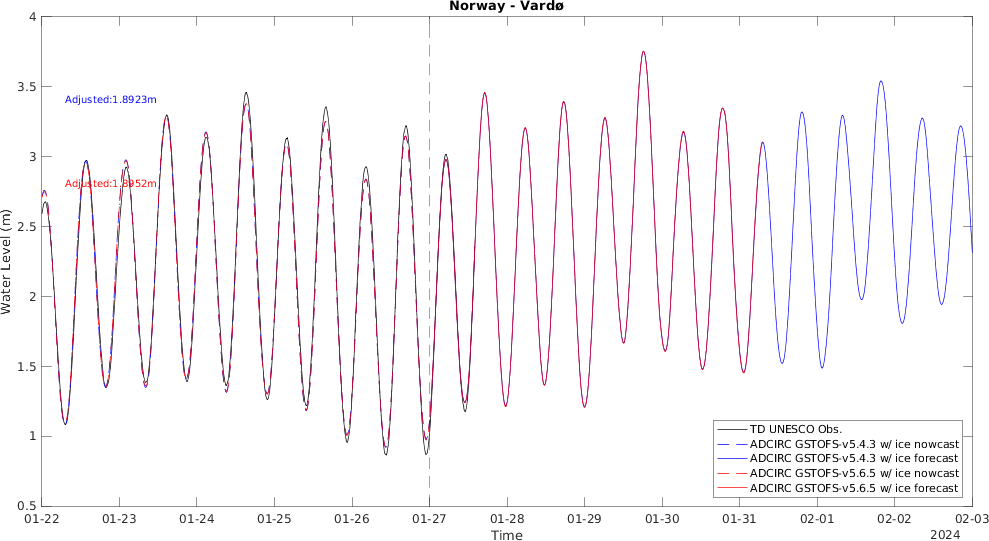 Norway - Vardø
4
3.5
3
2.5
2
1.5
1
0.5
Water Level (m)
Adjusted:1.8923m
Adjusted:1.8952m
TD UNESCO Obs.
ADCIRC GSTOFS-v5.4.3 w/ ice nowcast
ADCIRC GSTOFS-v5.4.3 w/ ice forecast
ADCIRC GSTOFS-v5.6.5 w/ ice nowcast
ADCIRC GSTOFS-v5.6.5 w/ ice forecast
01-22 01-23 01-24 01-25 01-26 01-27 01-28 01-29 01-30 01-31 02-01 02-02 02-03
Time
2024